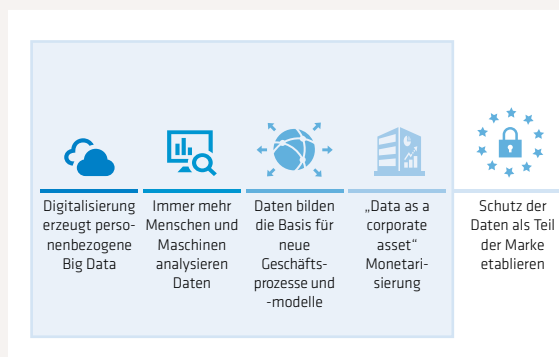 Digitalisierung
erzeugt perso-
nenbezogene
Big Data
Immer mehr
Menschen und
Maschinen
analysieren
Daten
Daten bilden
die Basis für
neue
Geschäfts-
prozesse und
-modelle
„Data as a
corporate
asset“
Monetari-
sierung
Schutz der
Daten als Teil
der Marke
etablieren